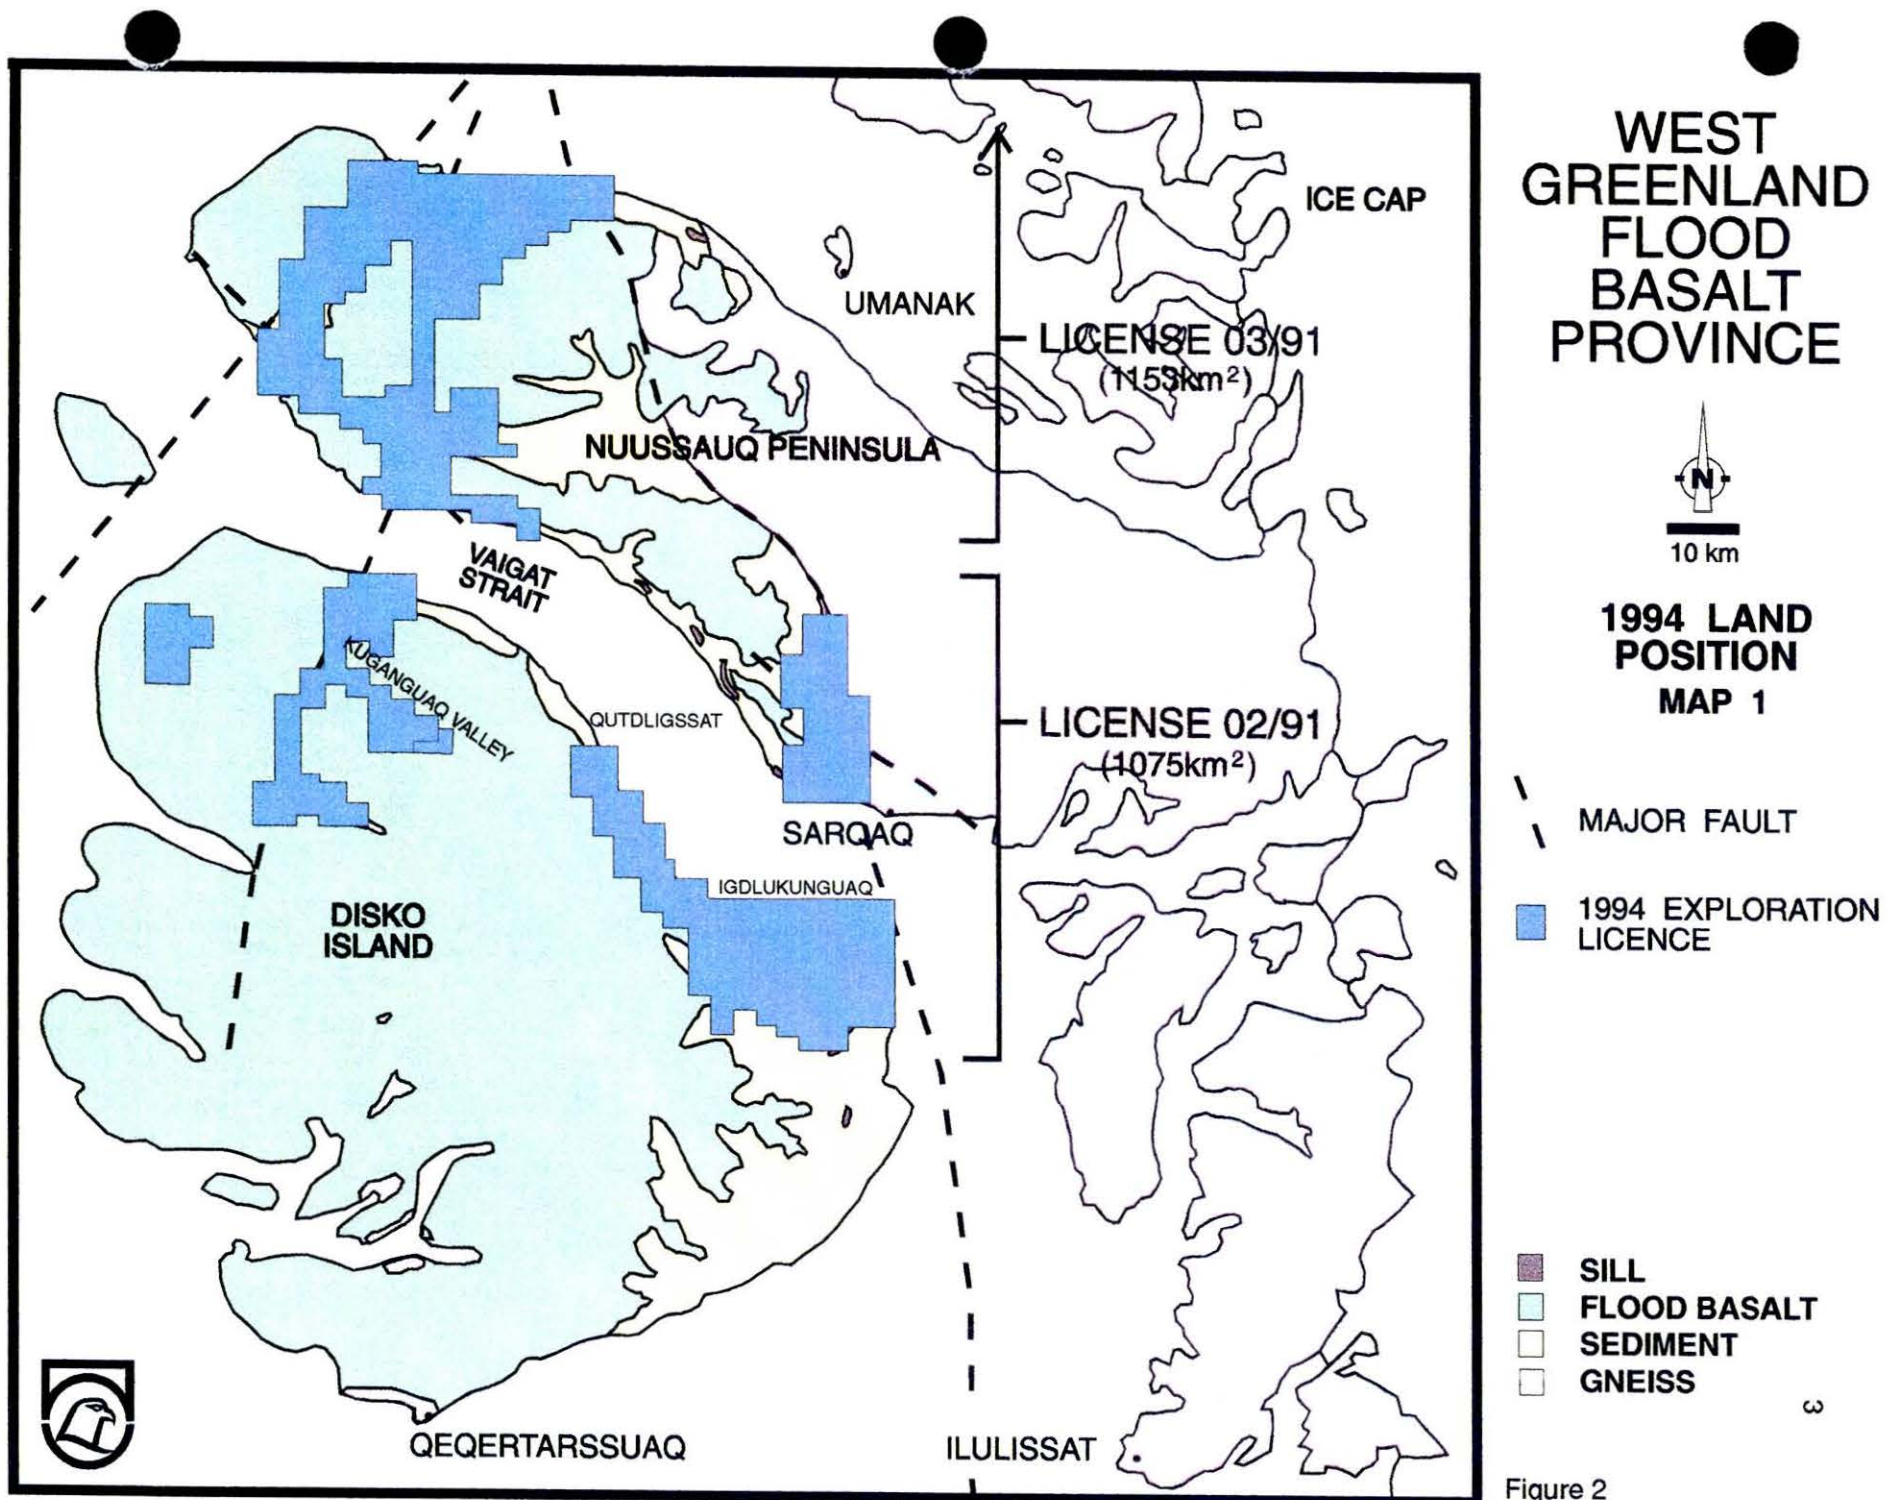 WEST
GREENLAND
FLOOD
BASALT
PROVINCE
N
10 km
1994 LAND
POSITION
MAP 1
MAJOR FAULT
1994 EXPLORATION
LICENCE
SILL
FLOOD BASALT
SEDIMENT
GNEISS
3
Figure 2
ICE CAP
UMANAK
LICENSE 03/91
(1153km²)
NUUSSAUQ PENINSULA
VAIGAT
STRAIT
KUGANGUAQ VALLEY
QUTDLIGSSAT
LICENSE 02/91
(1075km²)
SARQAQ
IGDLUKUNGUAQ
DISKO
ISLAND
QEQERTARSSUAQ
ILULISSAT